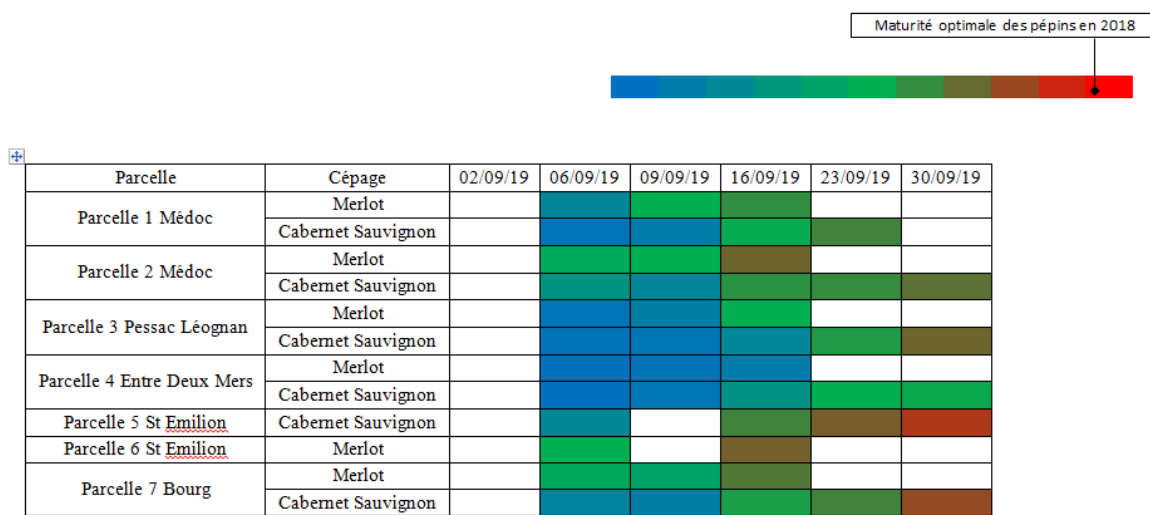 Maturité optimale des pépins en 2018
Parcelle Cépage 02/09/19 06/09/19 09/09/19 16/09/19 23/09/19 30/09/19
Parcelle 1 Médoc
Merlot
Cabernet Sauvignon
Parcelle 2 Médoc
Merlot
Cabernet Sauvignon
Parcelle 3 Pessac Léognan
Merlot
Cabernet Sauvignon
Parcelle 4 Entre Deux Mers
Merlot
Cabernet Sauvignon
Parcelle 5 St Emilion Cabernet Sauvignon
Parcelle 6 St Emilion Merlot
Parcelle 7 Bourg
Merlot
Cabernet Sauvignon